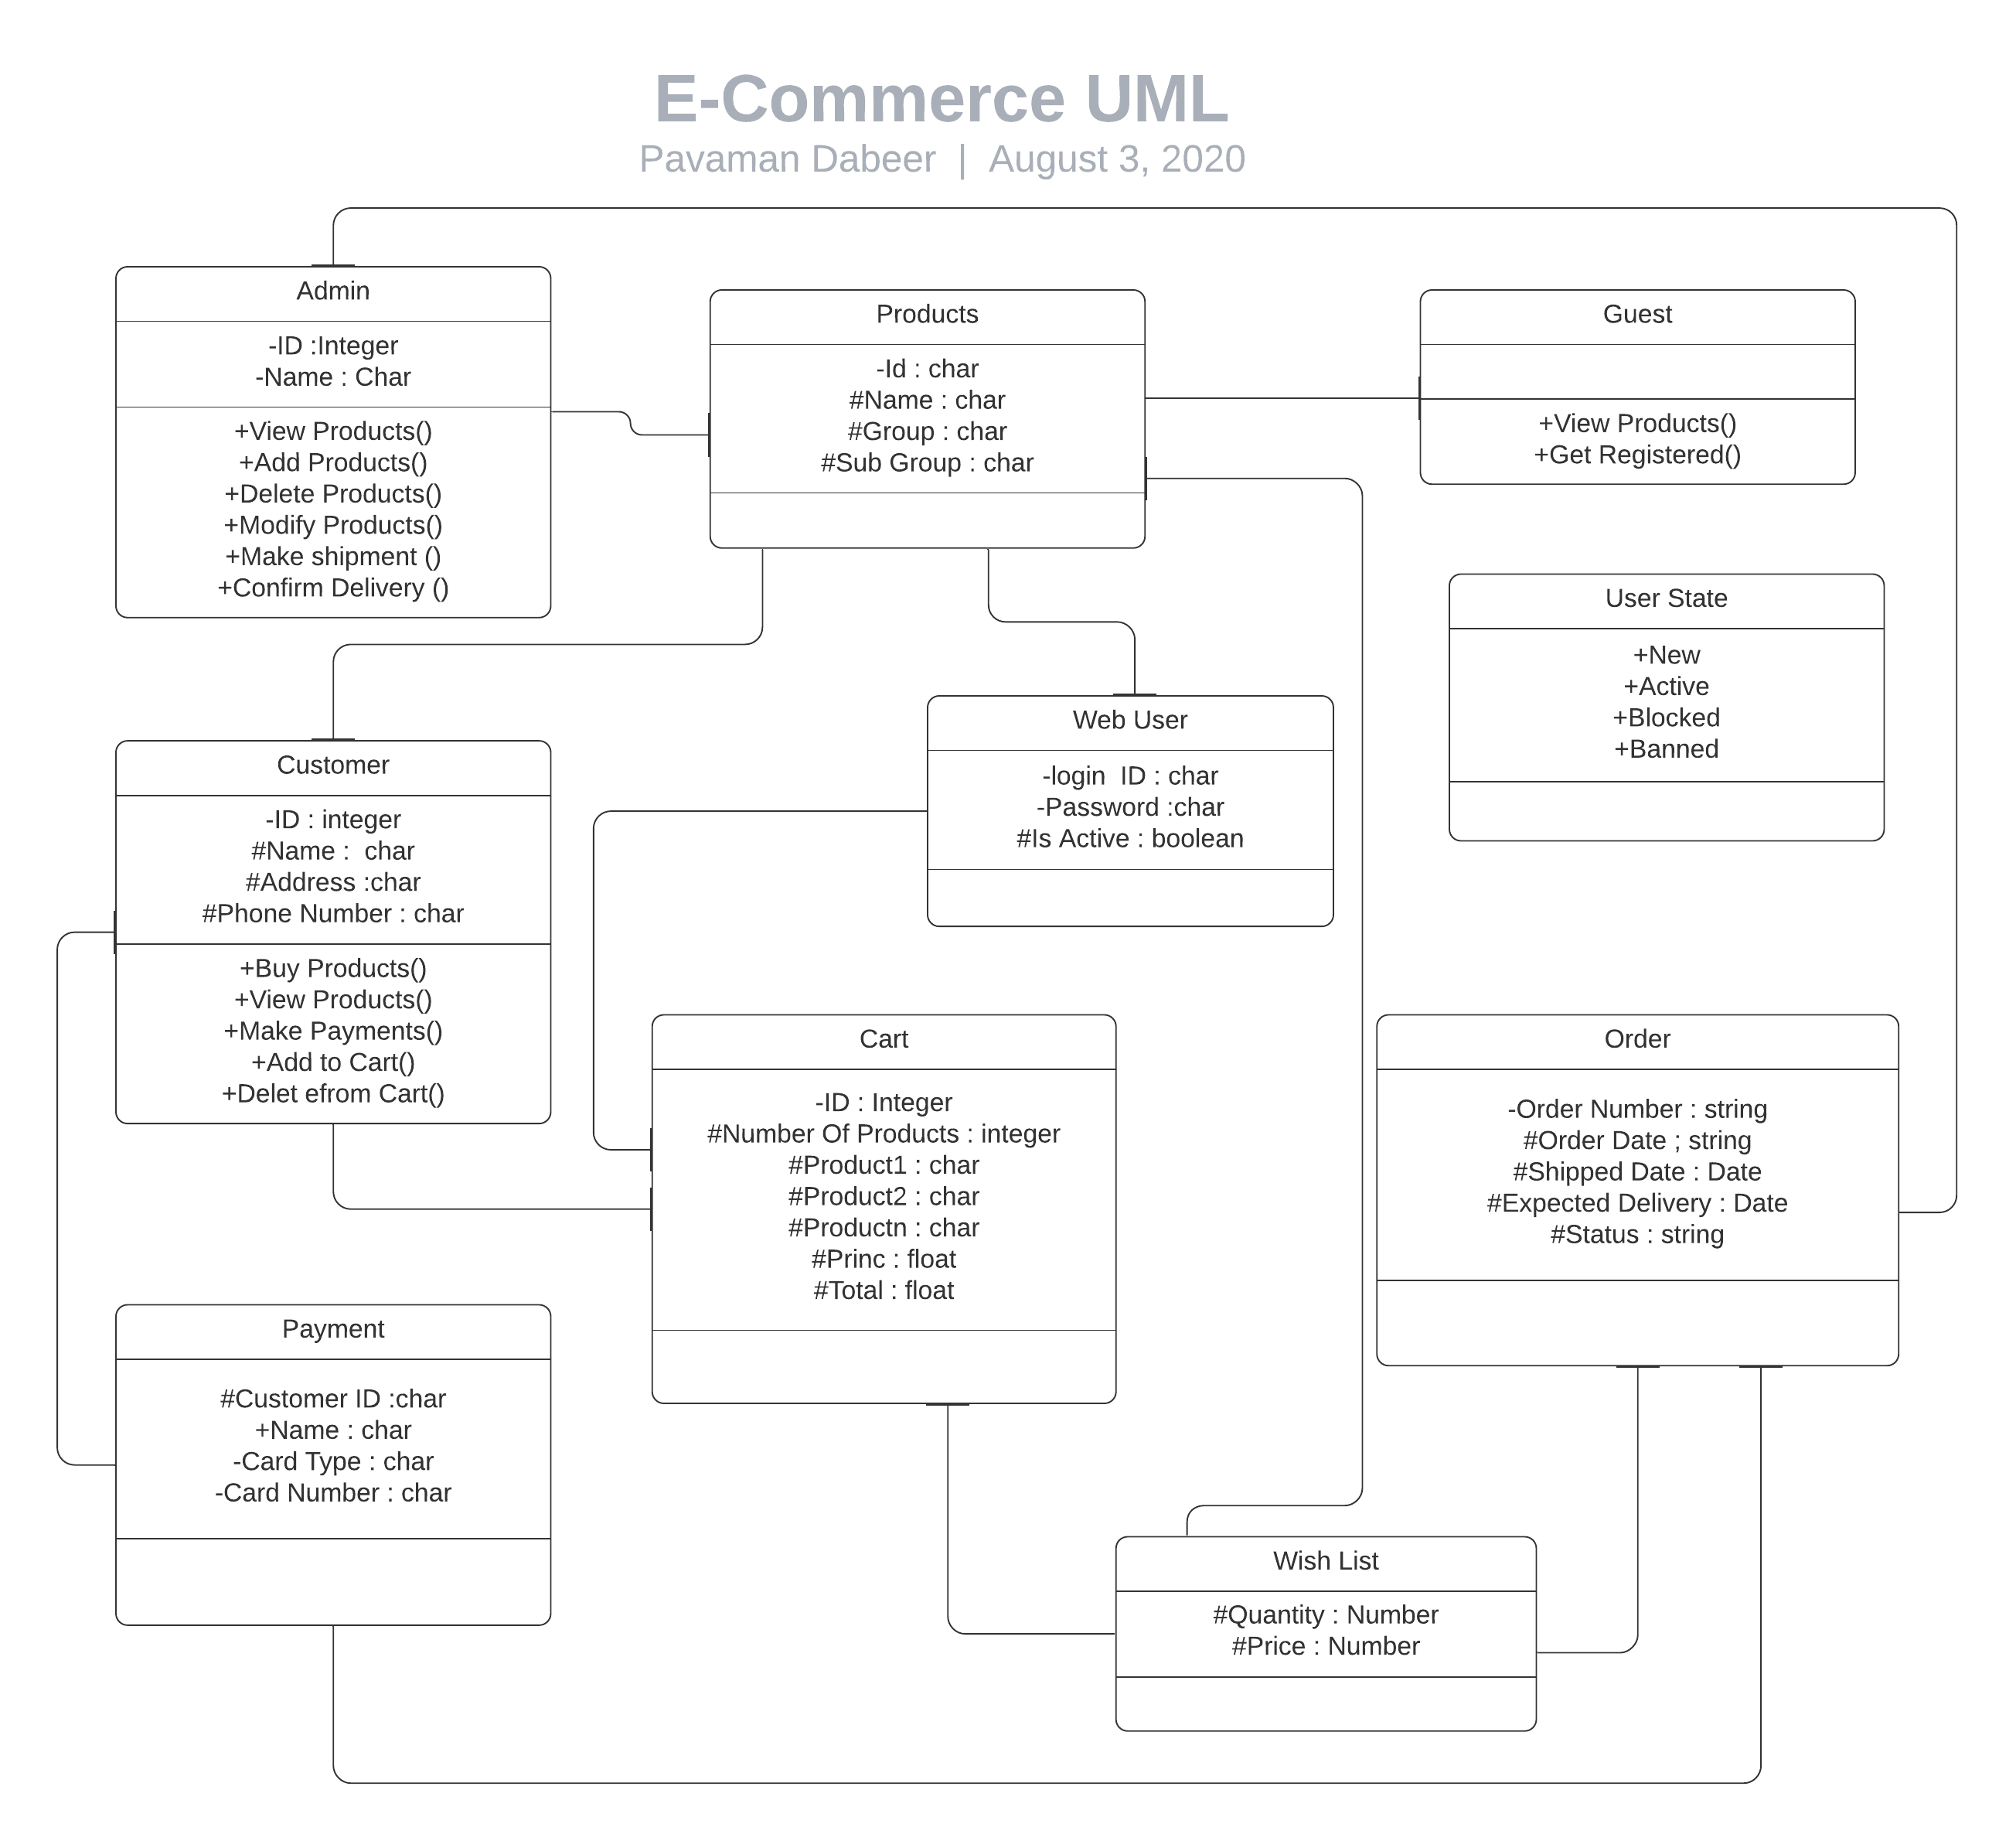 E-Commerce UML
Pavaman Dabeer | August 3, 2020
Admin
-ID :Integer
-Name : Char
+View Products()
+Add Products()
+Delete Products()
+Modify Products()
+Make shipment ()
+Confirm Delivery ()
Products
-Id : char
#Name : char
#Group : char
#Sub Group : char
Guest
+View Products()
+Get Registered()
User State
+New
+Active
+Blocked
+Banned
Customer
-ID : integer
#Name :  char
#Address :char
#Phone Number : char
+Buy Products()
+View Products()
+Make Payments()
+Add to Cart()
+Delet efrom Cart()
Web User
-login  ID : char
-Password :char
#Is Active : boolean
Cart
-ID : Integer
#Number Of Products : integer
#Product1 : char
#Product2 : char
#Productn : char
#Princ : float
#Total : float
Order
-Order Number : string
#Order Date ; string
#Shipped Date : Date
#Expected Delivery : Date
#Status : string
Payment
#Customer ID :char
+Name : char
-Card Type : char
-Card Number : char
Wish List
#Quantity : Number
#Price : Number